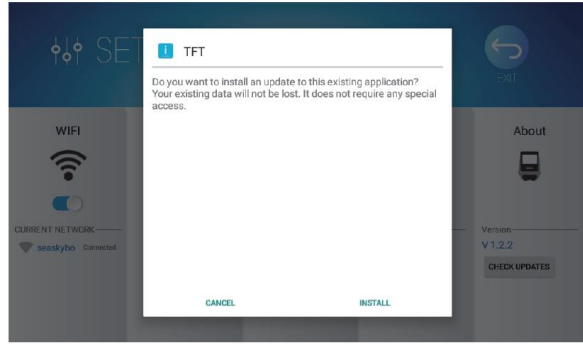 SET
TFT
Do you want to install an update to this existing application?
Your existing data will not be lost. It does not require any special
access.
EXIT
WIFI
About
CURRENT NETWORK
seaskybo Connected
Version
V 1.2.2
CHECK UPDATES
CANCEL
INSTALL